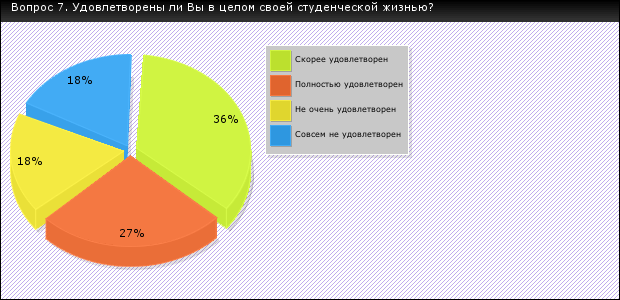 Вопрос 7. Удовлетворены ли Вы в целом своей студенческой жизнью?
Скорее удовлетворен
Полностью удовлетворен
Не очень удовлетворен
Совсем не удовлетворен
18%
36%
18%
27%